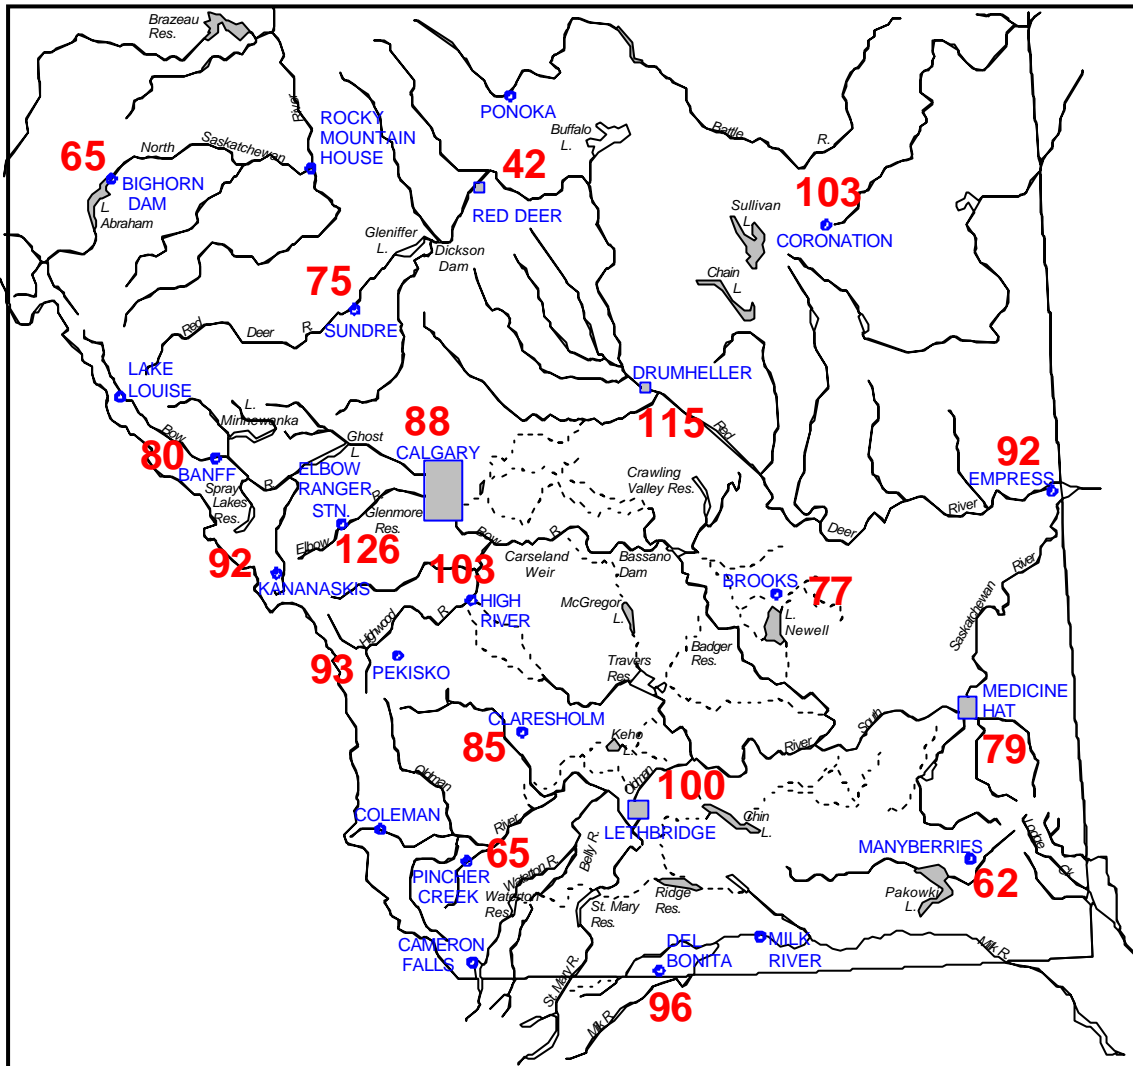 Brazeau
Res.
River
ROCKY
MOUNTAIN
HOUSE
PONOKA
Buffalo
L.
Battle
R.
65
North
Saskatchewan
BIGHORN
DAM
L.
Abraham
42
RED DEER
103
Sullivan
L.
CORONATION
Gleniffer
L.
Dickson
Dam
Chain
L.
75
SUNDRE
Red
Deer
R.
LAKE
LOUISE
DRUMHELLER
115
Red
L.
Minnewanka
Bow
80
BANFF
Ghost
L.
88
CALGARY
ELBOW
RANGER
STN.
R.
Spray
Lakes
Res.
R.
Glenmore
Res.
Elbow
126
Crawling
Valley Res.
92
EMPRESS
River
Deer
Bow
R.
Carseland
Weir
Bassano
Dam
92
KANANASKIS
103
HIGH
RIVER
BROOKS
77
L.
Newell
River
Saskatchewan
McGregor
L.
Highwood
R.
93
PEKISKO
Travers
Res.
Badger
Res.
MEDICINE
HAT
79
South
River
CLARESHOLM
85
Keho
L.
Oldman
Oldman
100
LETHBRIDGE
Chin
L.
COLEMAN
River
65
PINCHER
CREEK
Waterton R.
Waterton
Res.
Belly R.
MANYBERRIES
62
Pakowki
L.
Lodge
Ck.
Ridge
Res.
St. Mary
Res.
CAMERON
FALLS
DEL
BONITA
MILK
RIVER
Milk R.
St. Mary R.
96
Milk R.